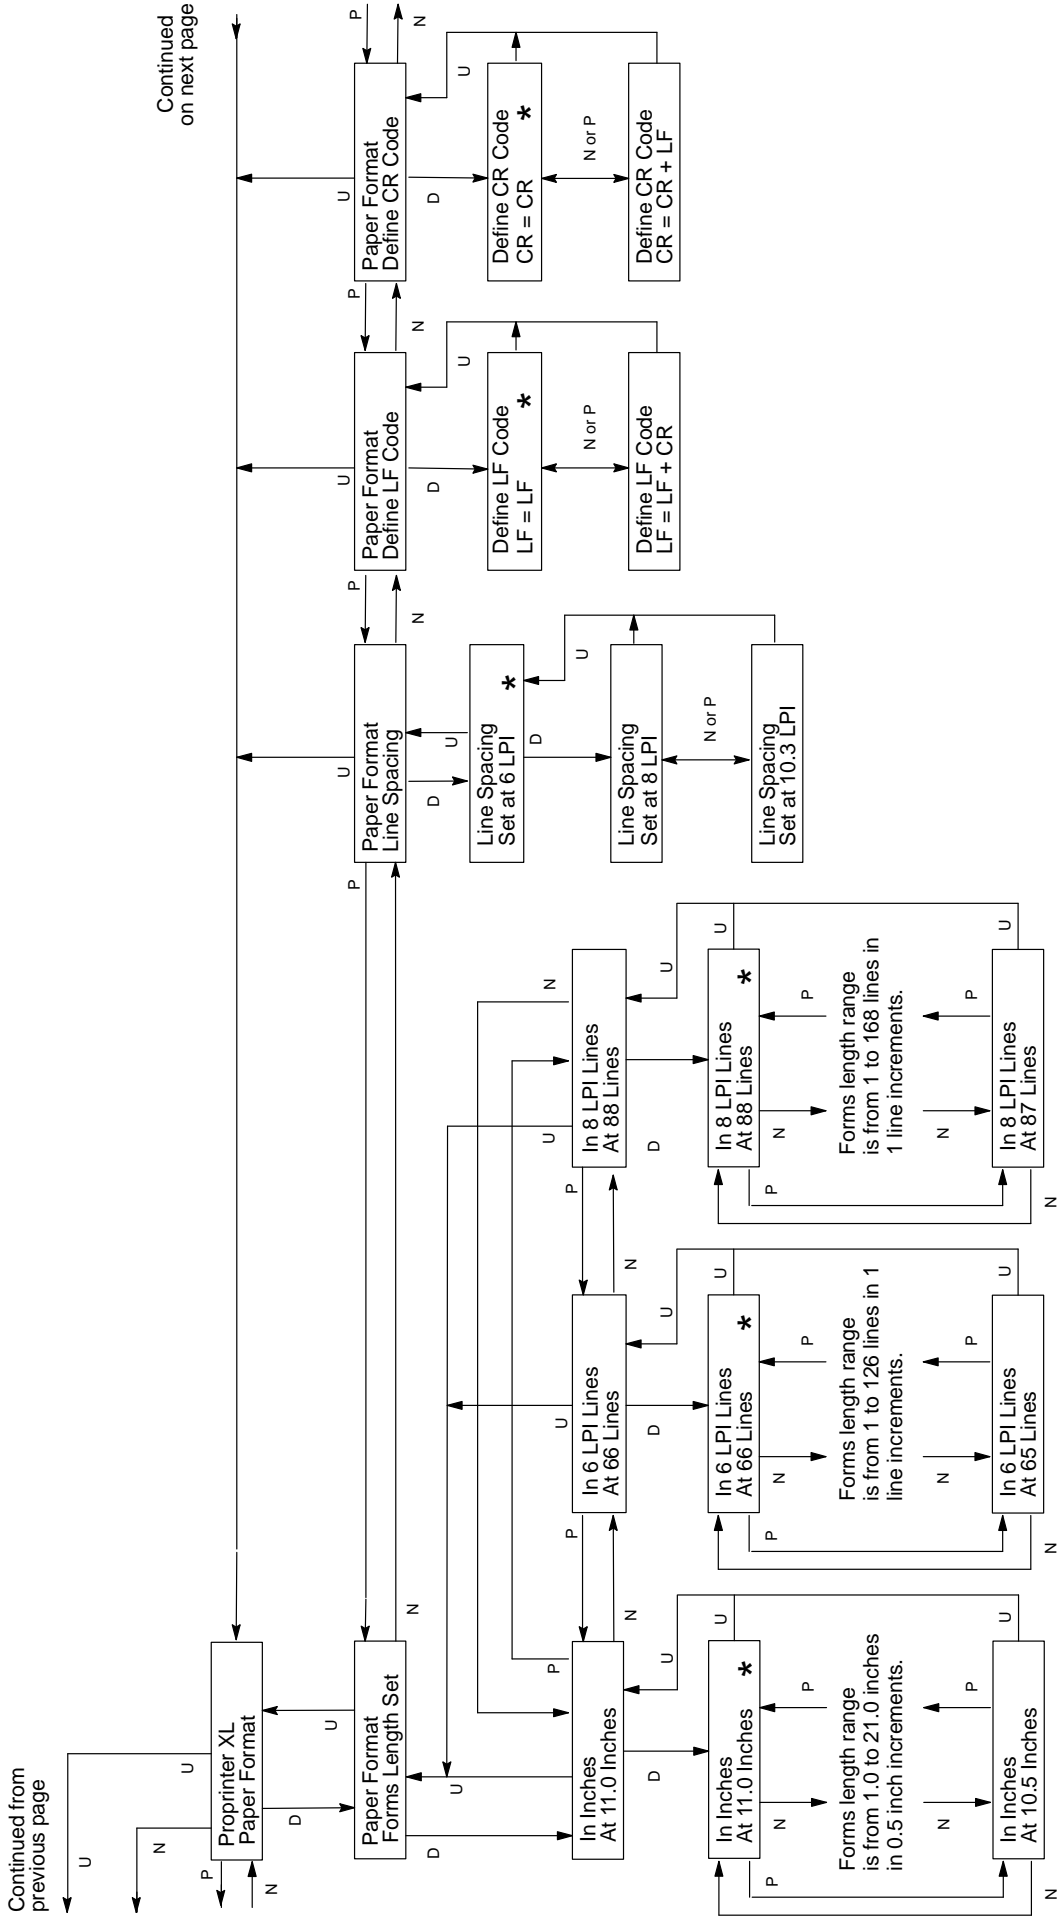 Continued from
previous page
U
N
P
N
U
Proprinter XL
Paper Format
D
U
Continued
on next page
Paper Format
Forms Length Set
N
P
U
Paper Format
Line Spacing
N
P
U
Paper Format
Define LF Code
N
P
U
Paper Format
Define CR Code
P
N
D
U
D
U
D
U
D
U
Line Spacing
Set at 6 LPI
*
D
U
Line Spacing
Set at 8 LPI
N or P
Line Spacing
Set at 10.3 LPI
Define LF Code
LF = LF
*
N or P
Define LF Code
LF = LF + CR
Define CR Code
CR = CR
*
N or P
Define CR Code
CR = CR + LF
P
In Inches
At 11.0 Inches
N
P
U
In 6 LPI Lines
At 66 Lines
N
P
U
N
In 8 LPI Lines
At 88 Lines
D
U
D
U
D
U
In Inches
At 11.0 Inches
*
U
P
N
P
Forms length range
is from 1.0 to 21.0 inches
in 0.5 inch increments.
N
P
In Inches
At 10.5 Inches
U
N
In 6 LPI Lines
At 66 Lines
*
U
P
N
P
Forms length range
is from 1 to 126 lines in 1
line increments.
N
P
In 6 LPI Lines
At 65 Lines
U
N
In 8 LPI Lines
At 88 Lines
*
U
P
N
P
Forms length range
is from 1 to 168 lines in
1 line increments.
N
P
In 8 LPI Lines
At 87 Lines
U
N